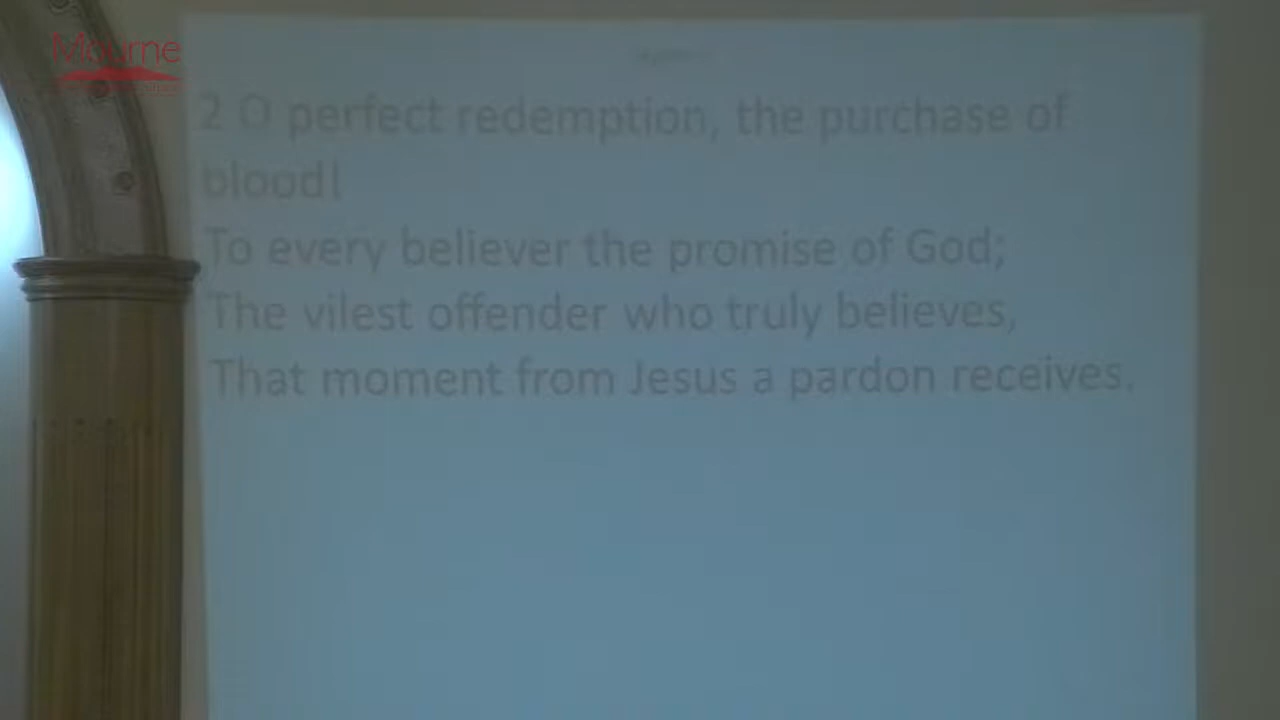 Mourne
2 O perfect redemption, the purchase of
blood!
To every believer the promise of God;
The vilest offender who truly believes,
That moment from Jesus a pardon receives.